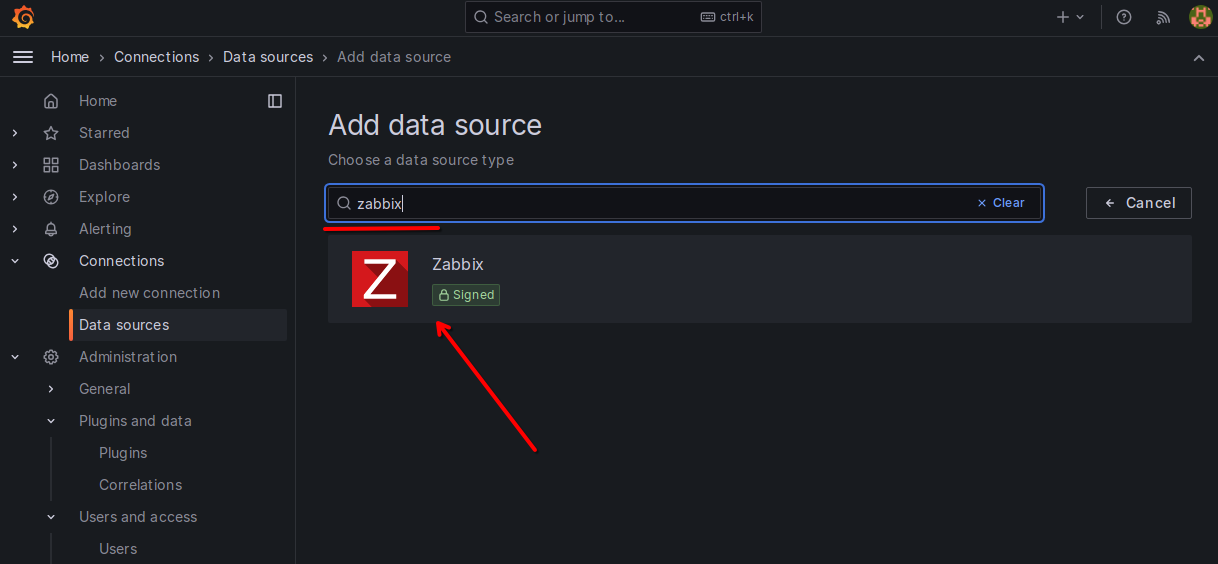 Search or jump to...
ctrl+k
Home › Connections › Data sources › Add data source
Home
Starred
Dashboards
Explore
Alerting
Connections
Add new connection
Data sources
Administration
General
Plugins and data
Plugins
Correlations
Users and access
Users
Add data source
Choose a data source type
zabbix
Clear
Cancel
Z
Zabbix
Signed